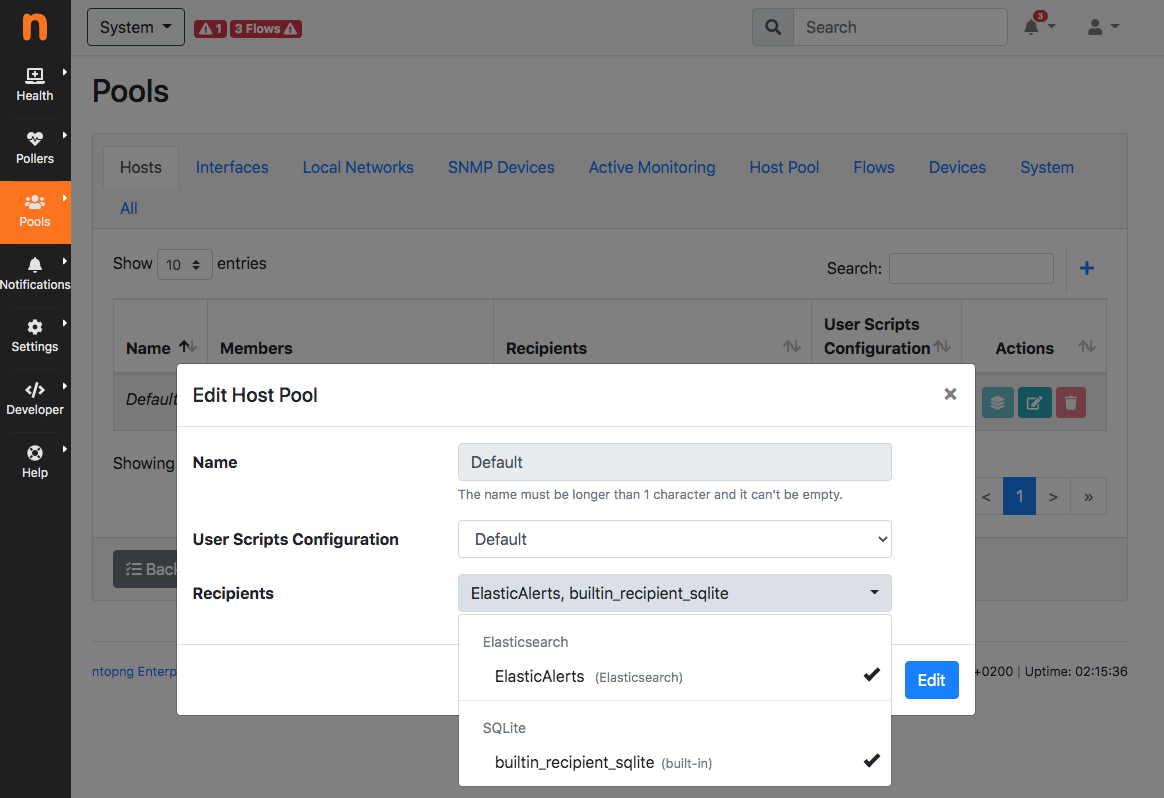 n
System
1
3 Flows
Search
3
Health
Pollers
Pools
Notifications
Settings
Developer
Help
Pools
Hosts
Interfaces
Local Networks
SNMP Devices
Active Monitoring
Host Pool
Flows
Devices
System
All
Show 10 entries
Search:
+
Name
Members
Recipients
User Scripts
Configuration
Actions
Default
Showing
< 1 > »
Back
Edit Host Pool
×
Name
Default
The name must be longer than 1 character and it can't be empty.
User Scripts Configuration
Default
Recipients
ElasticAlerts, builtin_recipient_sqlite
Elasticsearch
ElasticAlerts (Elasticsearch)
SQLite
builtin_recipient_sqlite (built-in)
Edit
ntopng Enterp
+0200 | Uptime: 02:15:36